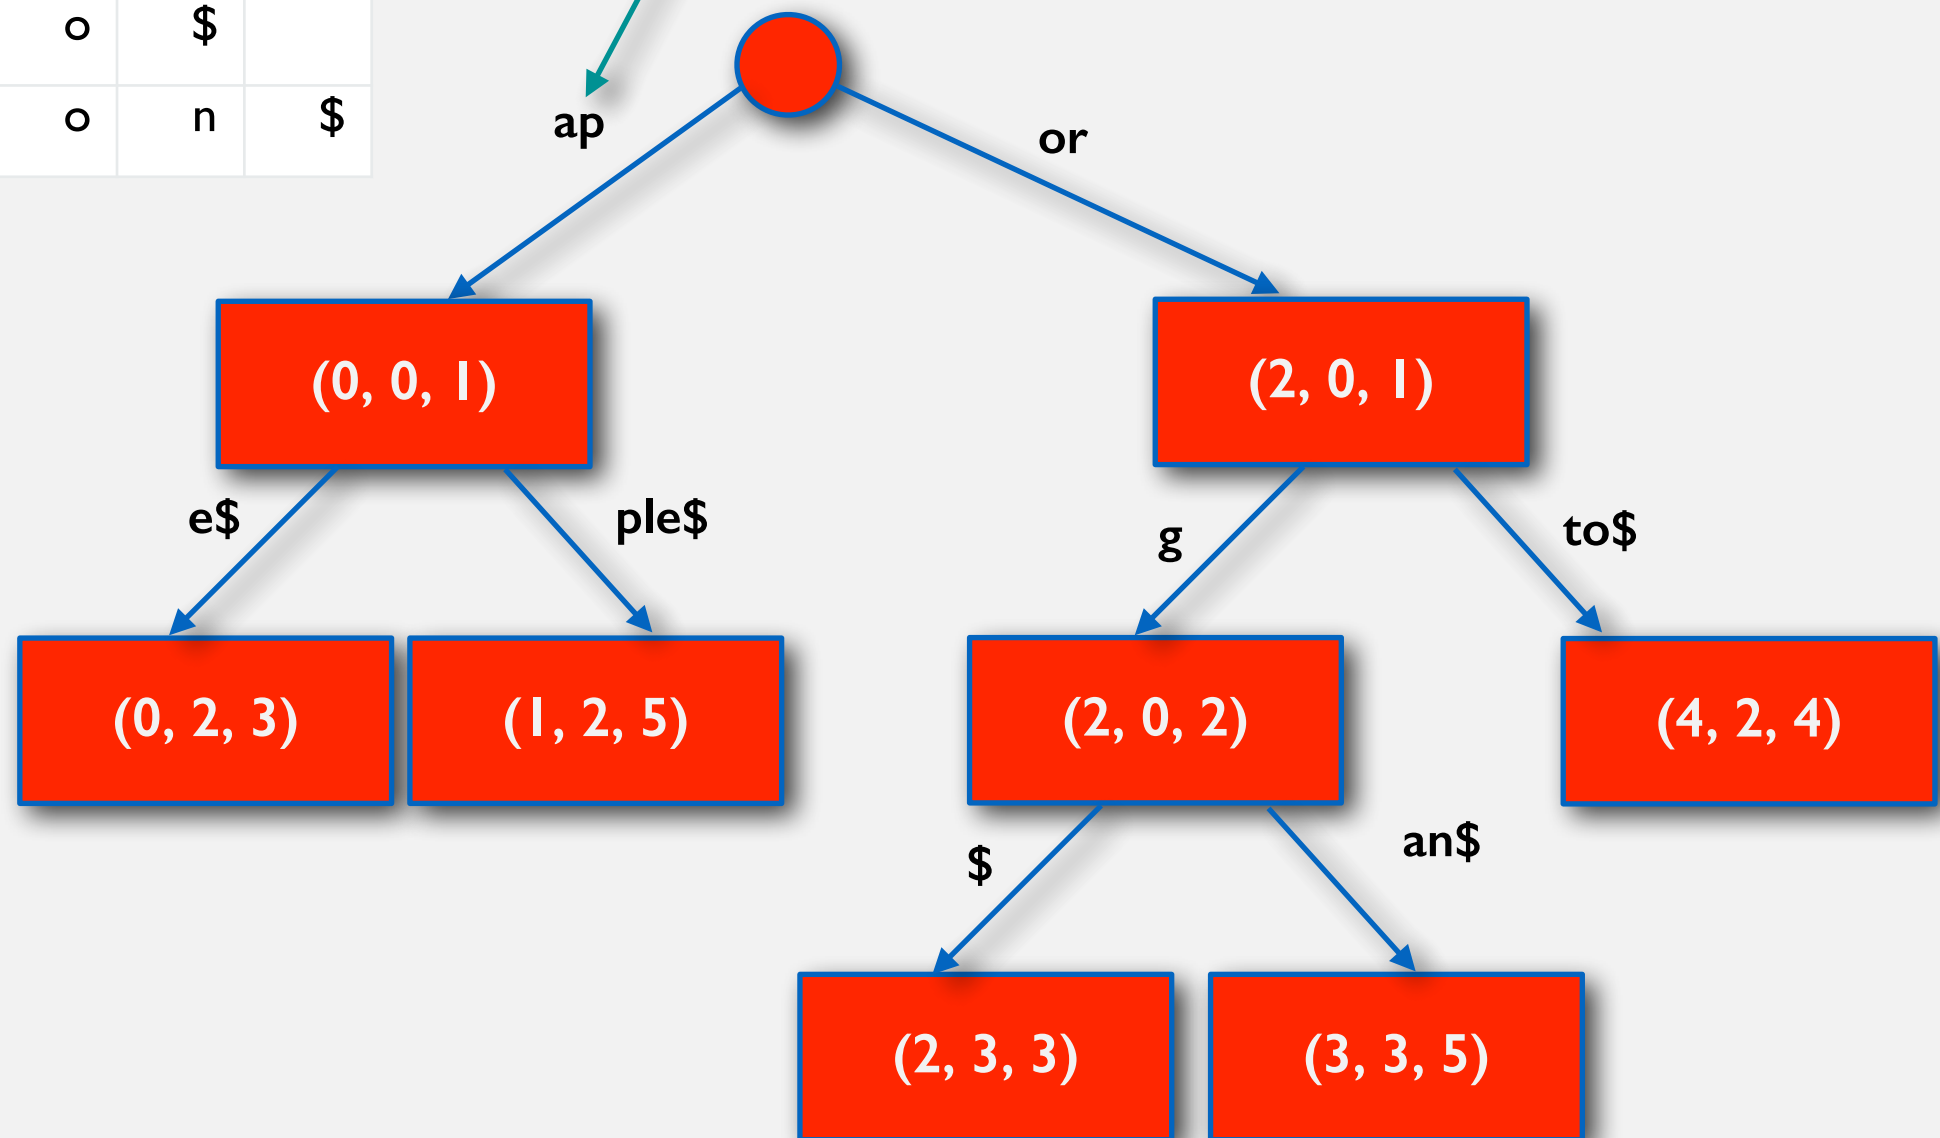 o $
o n $
ap
or
(0, 0, 1)
(2, 0, 1)
e$
ple$
g
to$
(0, 2, 3)
(1, 2, 5)
(2, 0, 2)
(4, 2, 4)
$
an$
(2, 3, 3)
(3, 3, 5)